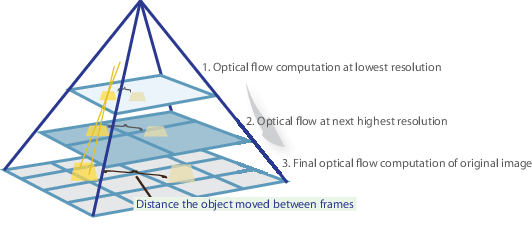 1. Optical flow computation at lowest resolution
2. Optical flow at next highest resolution
3. Final optical flow computation of original image
Distance the object moved between frames